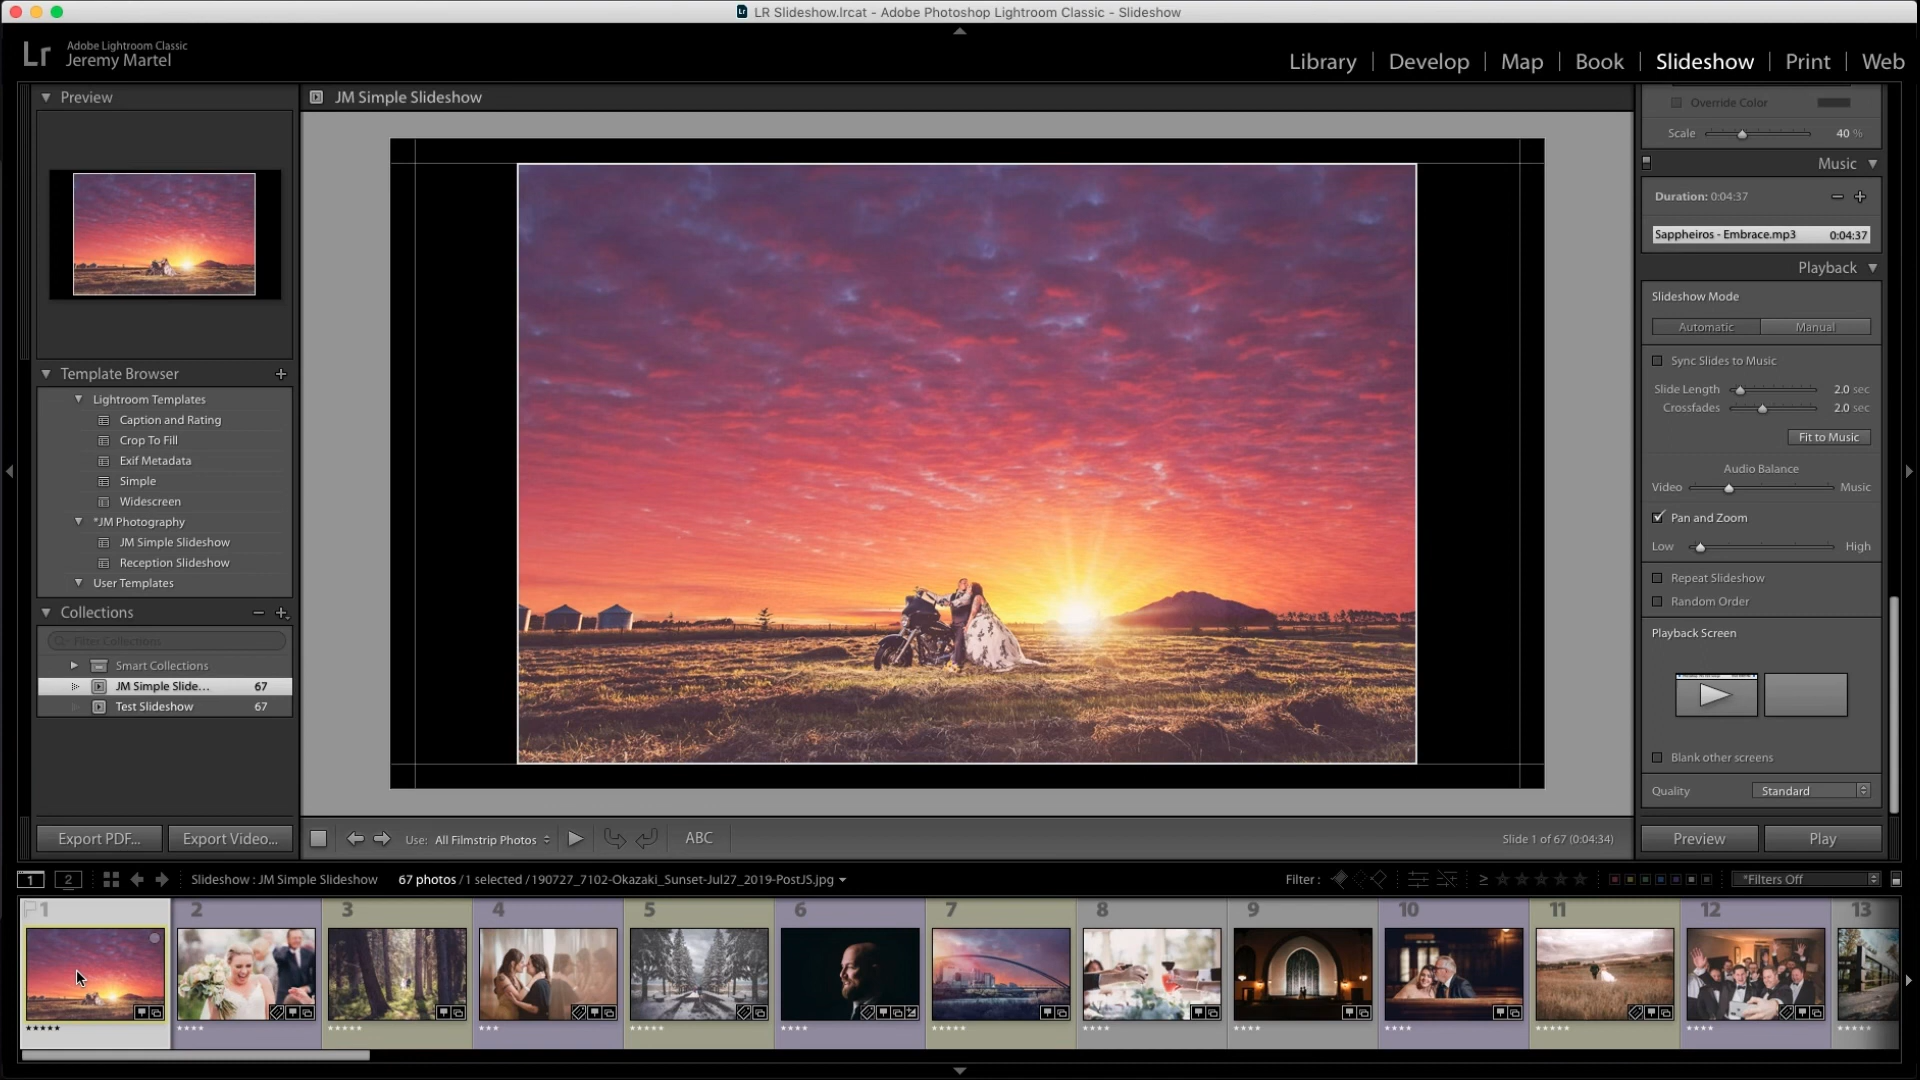 LR Slideshow.lrcat - Adobe Photoshop Lightroom Classic - Slideshow
Lr
Adobe Lightroom Classic
Jeremy Martel
Library | Develop | Map | Book | Slideshow | Print | Web
Preview
Template Browser
Lightroom Templates
Caption and Rating
Crop To Fill
Exif Metadata
Simple
Widescreen
*JM Photography
JM Simple Slideshow
Reception Slideshow
User Templates
Collections
Filter Collections
Smart Collections
JM Simple Slide... 67
Test Slideshow 67
Export PDF... Export Video...
JM Simple Slideshow
Use: All Filmstrip Photos ABC Slide 1 of 67 (0:04:34)
Override Color
Scale 40 %
Music
Duration: 0:04:37
Sappheiros - Embrace.mp3 0:04:37
Playback
Slideshow Mode
Automatic Manual
Sync Slides to Music
Slide Length 2.0 sec
Crossfades 2.0 sec
Fit to Music
Audio Balance
Video Music
Pan and Zoom
Low High
Repeat Slideshow
Random Order
Playback Screen
Blank other screens
Quality Standard
Preview Play
1 2 Slideshow : JM Simple Slideshow 67 photos / 1 selected / 190727_7102-Okazaki_Sunset-Jul27_2019-PostJS.jpg Filter : ≥ *Filters Off
1 2 3 4 5 6 7 8 9 10 11 12 13